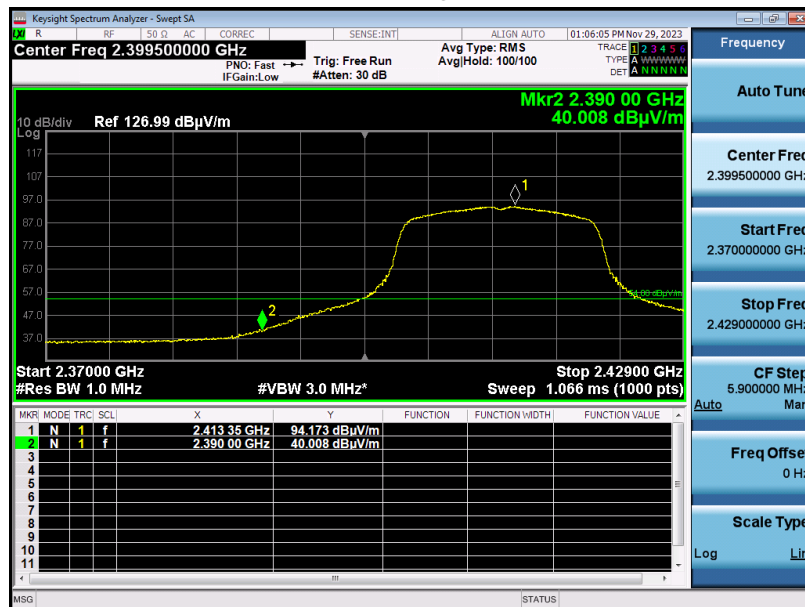 Keysight Spectrum Analyzer - Swept SA
LXI R RF 50 Ω AC CORREC SENSE:INT ALIGN AUTO 01:06:05 PM Nov 29, 2023
Center Freq 2.399500000 GHz
PNO: Fast
IFGain:Low
Trig: Free Run
#Atten: 30 dB
Avg Type: RMS
Avg|Hold: 100/100
TRACE 1 2 3 4 5 6
TYPE A W W W W W
DET A N N N N N
Mkr2 2.390 00 GHz
40.008 dBµV/m
10 dB/div Ref 126.99 dBµV/m
Log
117
107
97.0
87.0
77.0
67.0
57.0
47.0
37.0
1
2
54.00 dBµV/m
Start 2.37000 GHz Stop 2.42900 GHz
#Res BW 1.0 MHz #VBW 3.0 MHz* Sweep 1.066 ms (1000 pts)
MKR MODE TRC SCL X Y FUNCTION FUNCTION WIDTH FUNCTION VALUE
1 N 1 f 2.413 35 GHz 94.173 dBµV/m
2 N 1 f 2.390 00 GHz 40.008 dBµV/m
3
4
5
6
7
8
9
10
11
MSG STATUS
Frequency
Auto Tune
Center Freq
2.399500000 GHz
Start Freq
2.370000000 GHz
Stop Freq
2.429000000 GHz
CF Step
5.900000 MHz
Auto Man
Freq Offset
0 Hz
Scale Type
Log Lin